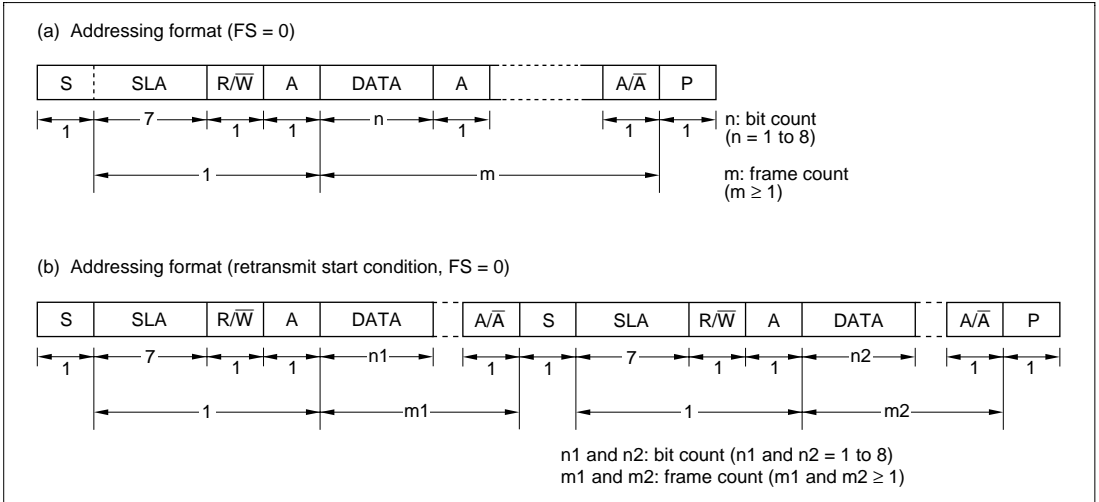 (a) Addressing format (FS = 0)
S SLA R/W̅ A DATA A A/A̅ P
1 7 1 1 n 1 1 1
n: bit count
(n = 1 to 8)
1 m
m: frame count
(m ≥ 1)
(b) Addressing format (retransmit start condition, FS = 0)
S SLA R/W̅ A DATA A/A̅ S SLA R/W̅ A DATA A/A̅ P
1 7 1 1 n1 1 1 7 1 1 n2 1 1
1 m1 1 m2
n1 and n2: bit count (n1 and n2 = 1 to 8)
m1 and m2: frame count (m1 and m2 ≥ 1)